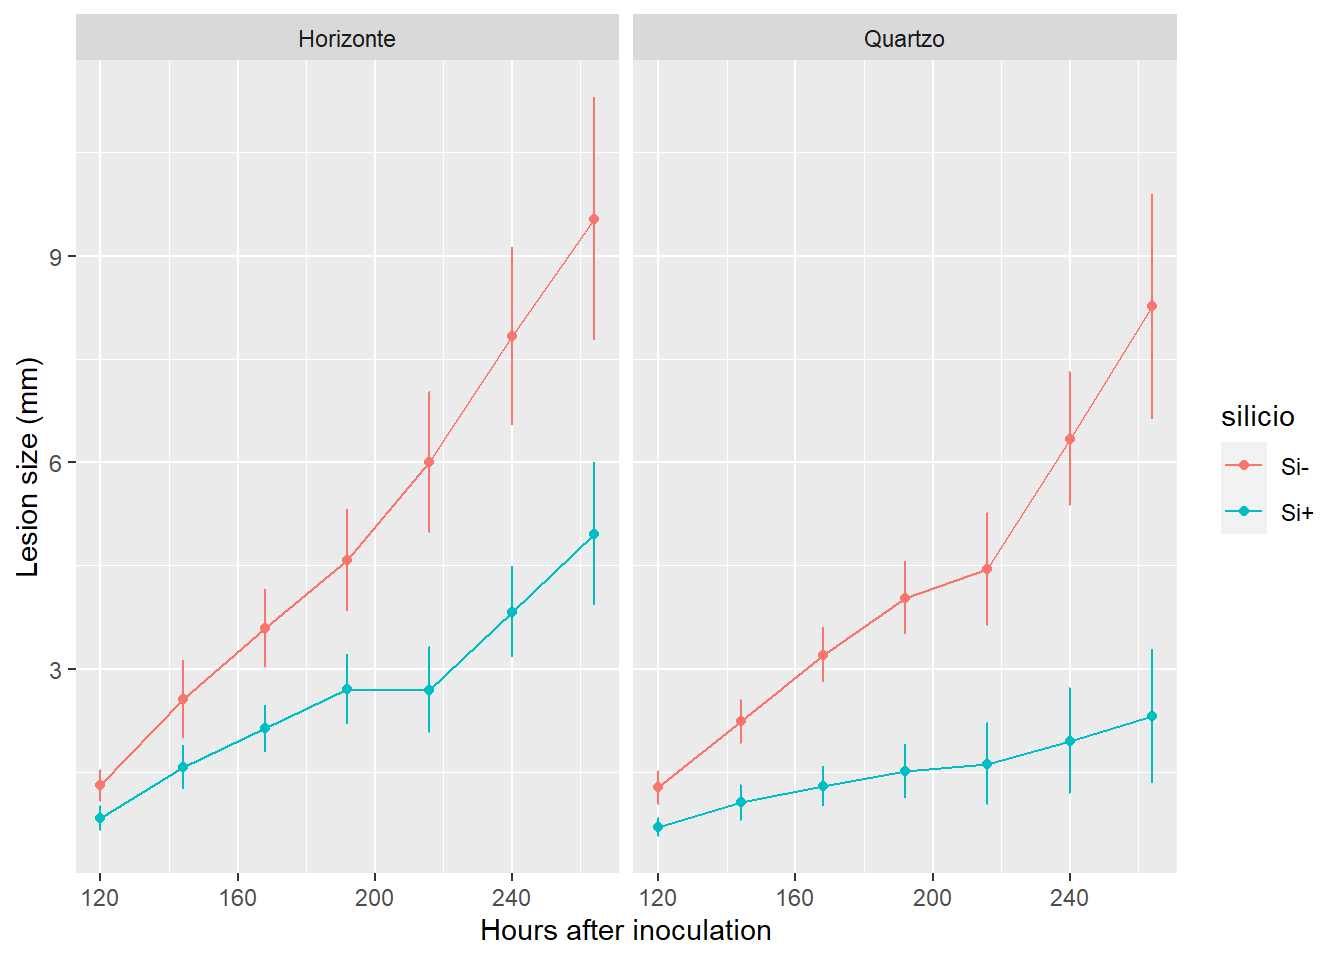 Horizonte
Quartzo
9
6
3
Lesion size (mm)
120 160 200 240
120 160 200 240
Hours after inoculation
silicio
Si-
Si+